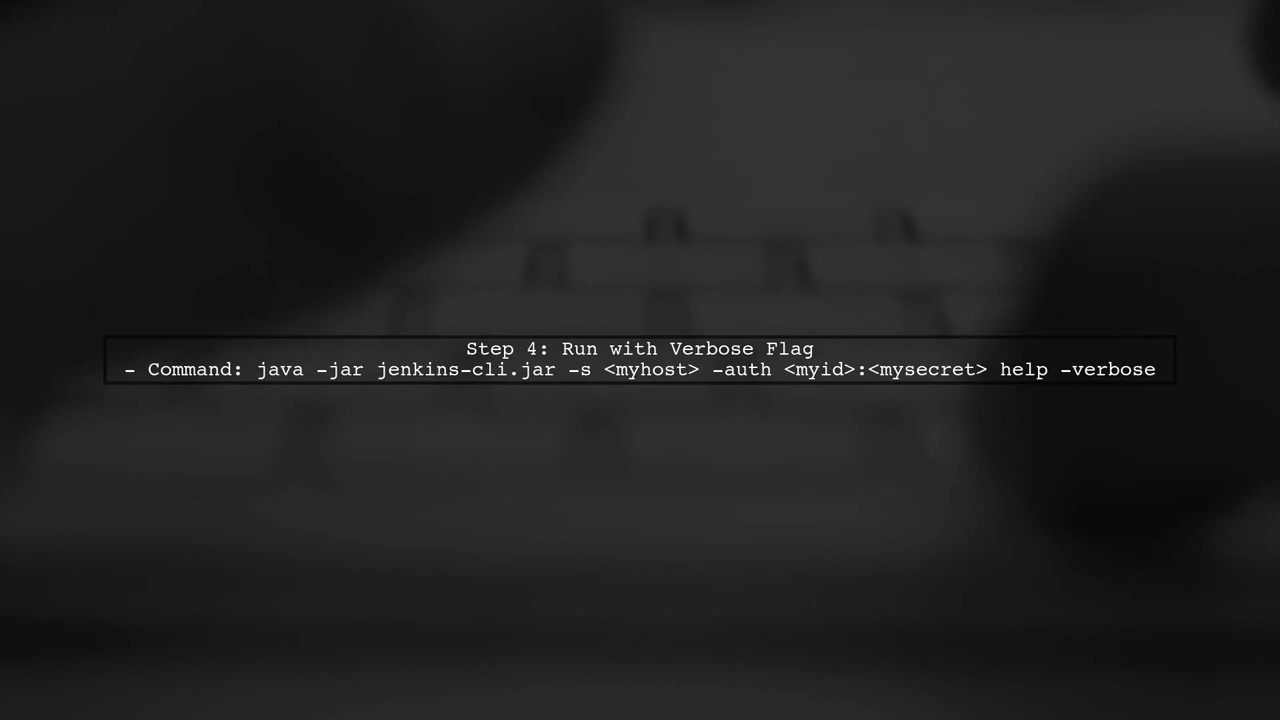 Step 4: Run with Verbose Flag
- Command: java -jar jenkins-cli.jar -s <myhost> -auth <myid>:<mysecret> help -verbose